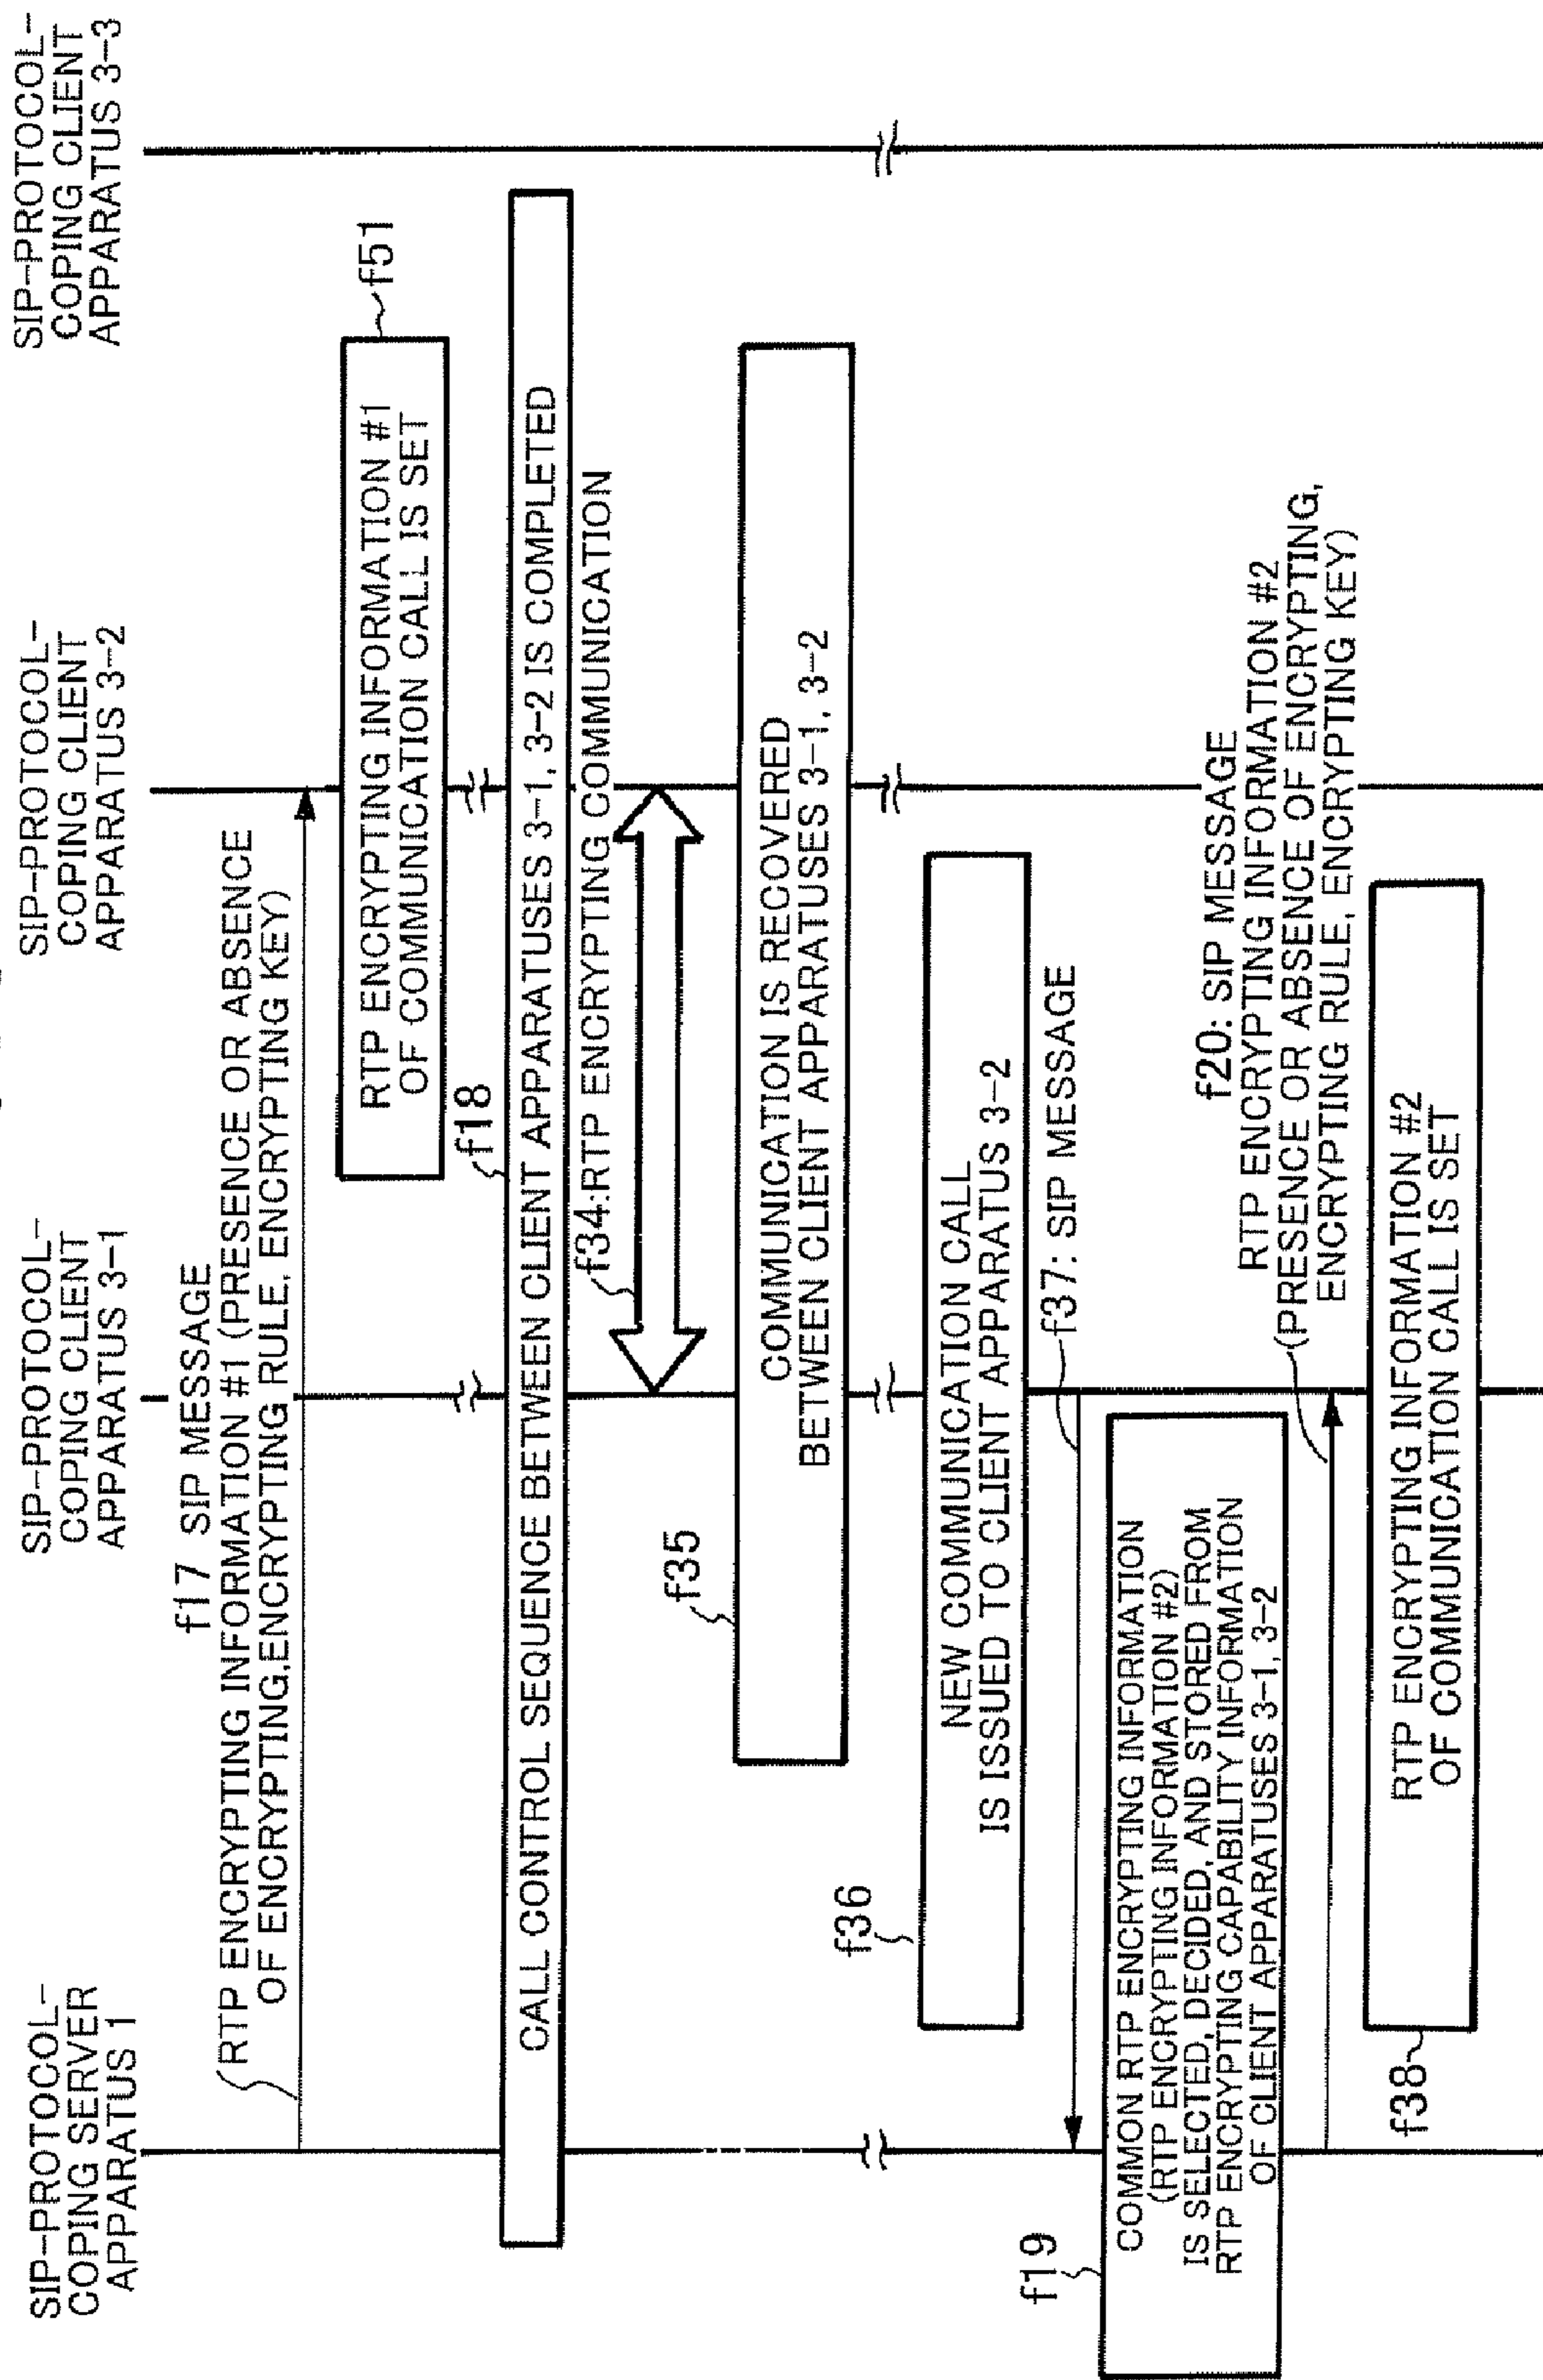 SIP-PROTOCOL-
COPING SERVER
APPARATUS 1
SIP-PROTOCOL-
COPING CLIENT
APPARATUS 3-1
SIP-PROTOCOL-
COPING CLIENT
APPARATUS 3-2
SIP-PROTOCOL-
COPING CLIENT
APPARATUS 3-3
f17 SIP MESSAGE
RTP ENCRYPTING INFORMATION #1 (PRESENCE OR ABSENCE
OF ENCRYPTING,ENCRYPTING RULE, ENCRYPTING KEY)
f51
RTP ENCRYPTING INFORMATION #1
OF COMMUNICATION CALL IS SET
f18
CALL CONTROL SEQUENCE BETWEEN CLIENT APPARATUSES 3-1, 3-2 IS COMPLETED
f34:RTP ENCRYPTING COMMUNICATION
f35
COMMUNICATION IS RECOVERED
BETWEEN CLIENT APPARATUSES 3-1, 3-2
f36
NEW COMMUNICATION CALL
IS ISSUED TO CLIENT APPARATUS 3-2
f37: SIP MESSAGE
f19
COMMON RTP ENCRYPTING INFORMATION
(RTP ENCRYPTING INFORMATION #2)
IS SELECTED, DECIDED, AND STORED FROM
RTP ENCRYPTING CAPABILITY INFORMATION
OF CLIENT APPARATUSES 3-1, 3-2
f20: SIP MESSAGE
RTP ENCRYPTING INFORMATION #2
(PRESENCE OR ABSENCE OF ENCRYPTING,
ENCRYPTING RULE, ENCRYPTING KEY)
f38
RTP ENCRYPTING INFORMATION #2
OF COMMUNICATION CALL IS SET